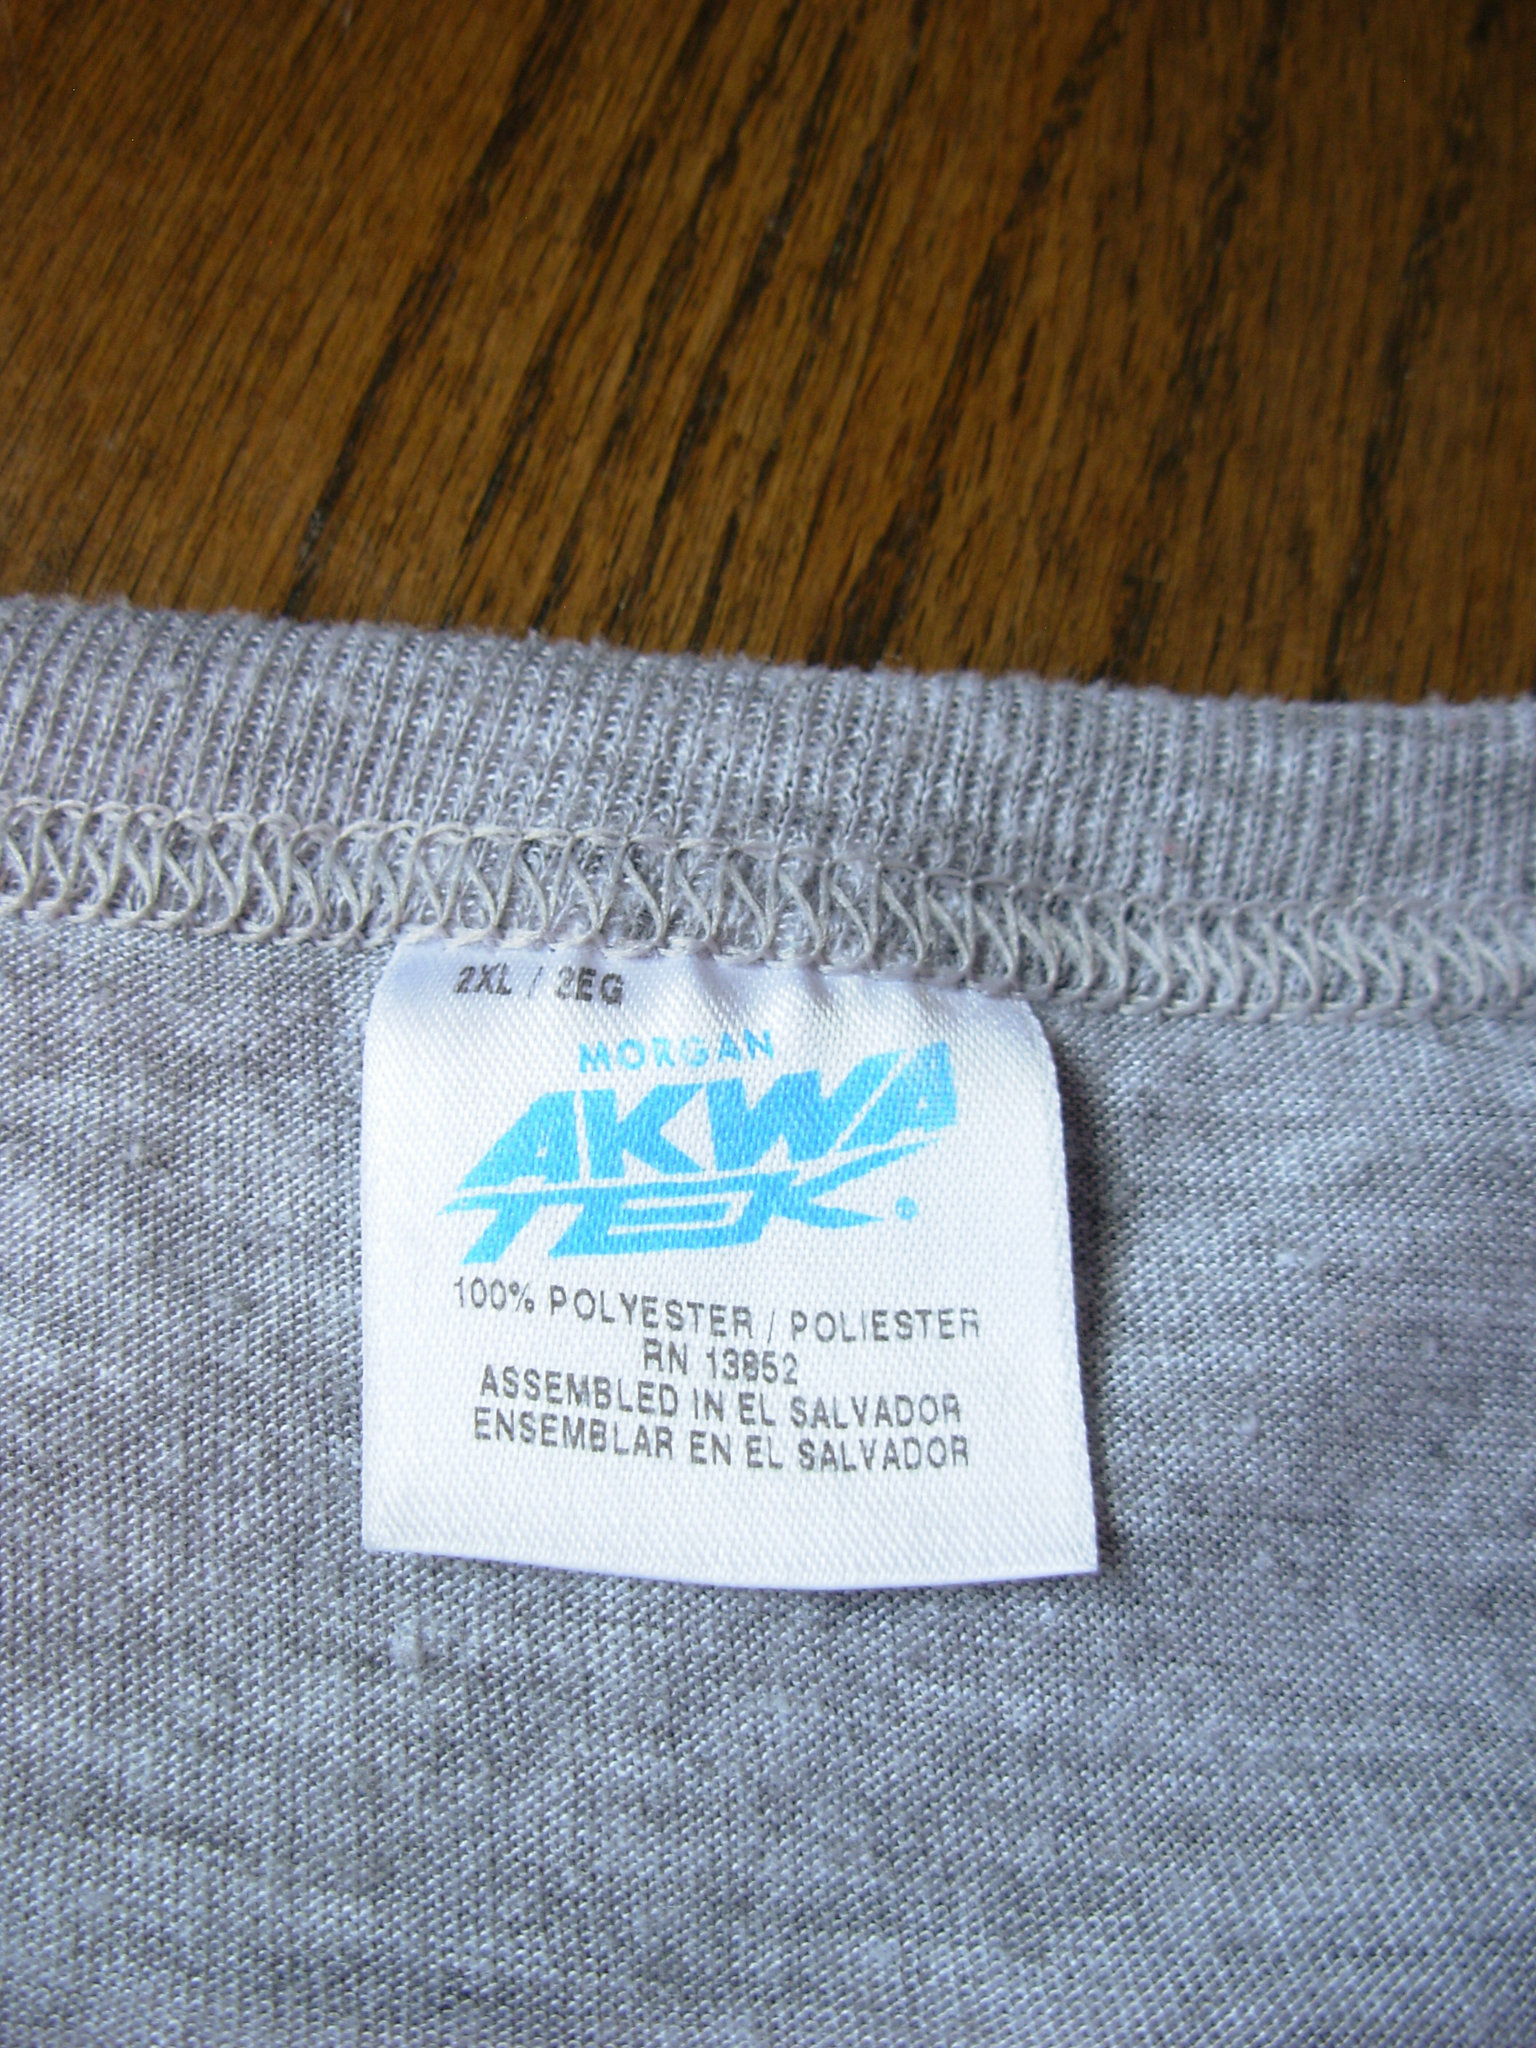 2XL / 2EG
MORGAN
AKWA
TEK ®
100% POLYESTER / POLIESTER
RN 13852
ASSEMBLED IN EL SALVADOR
ENSEMBLAR EN EL SALVADOR